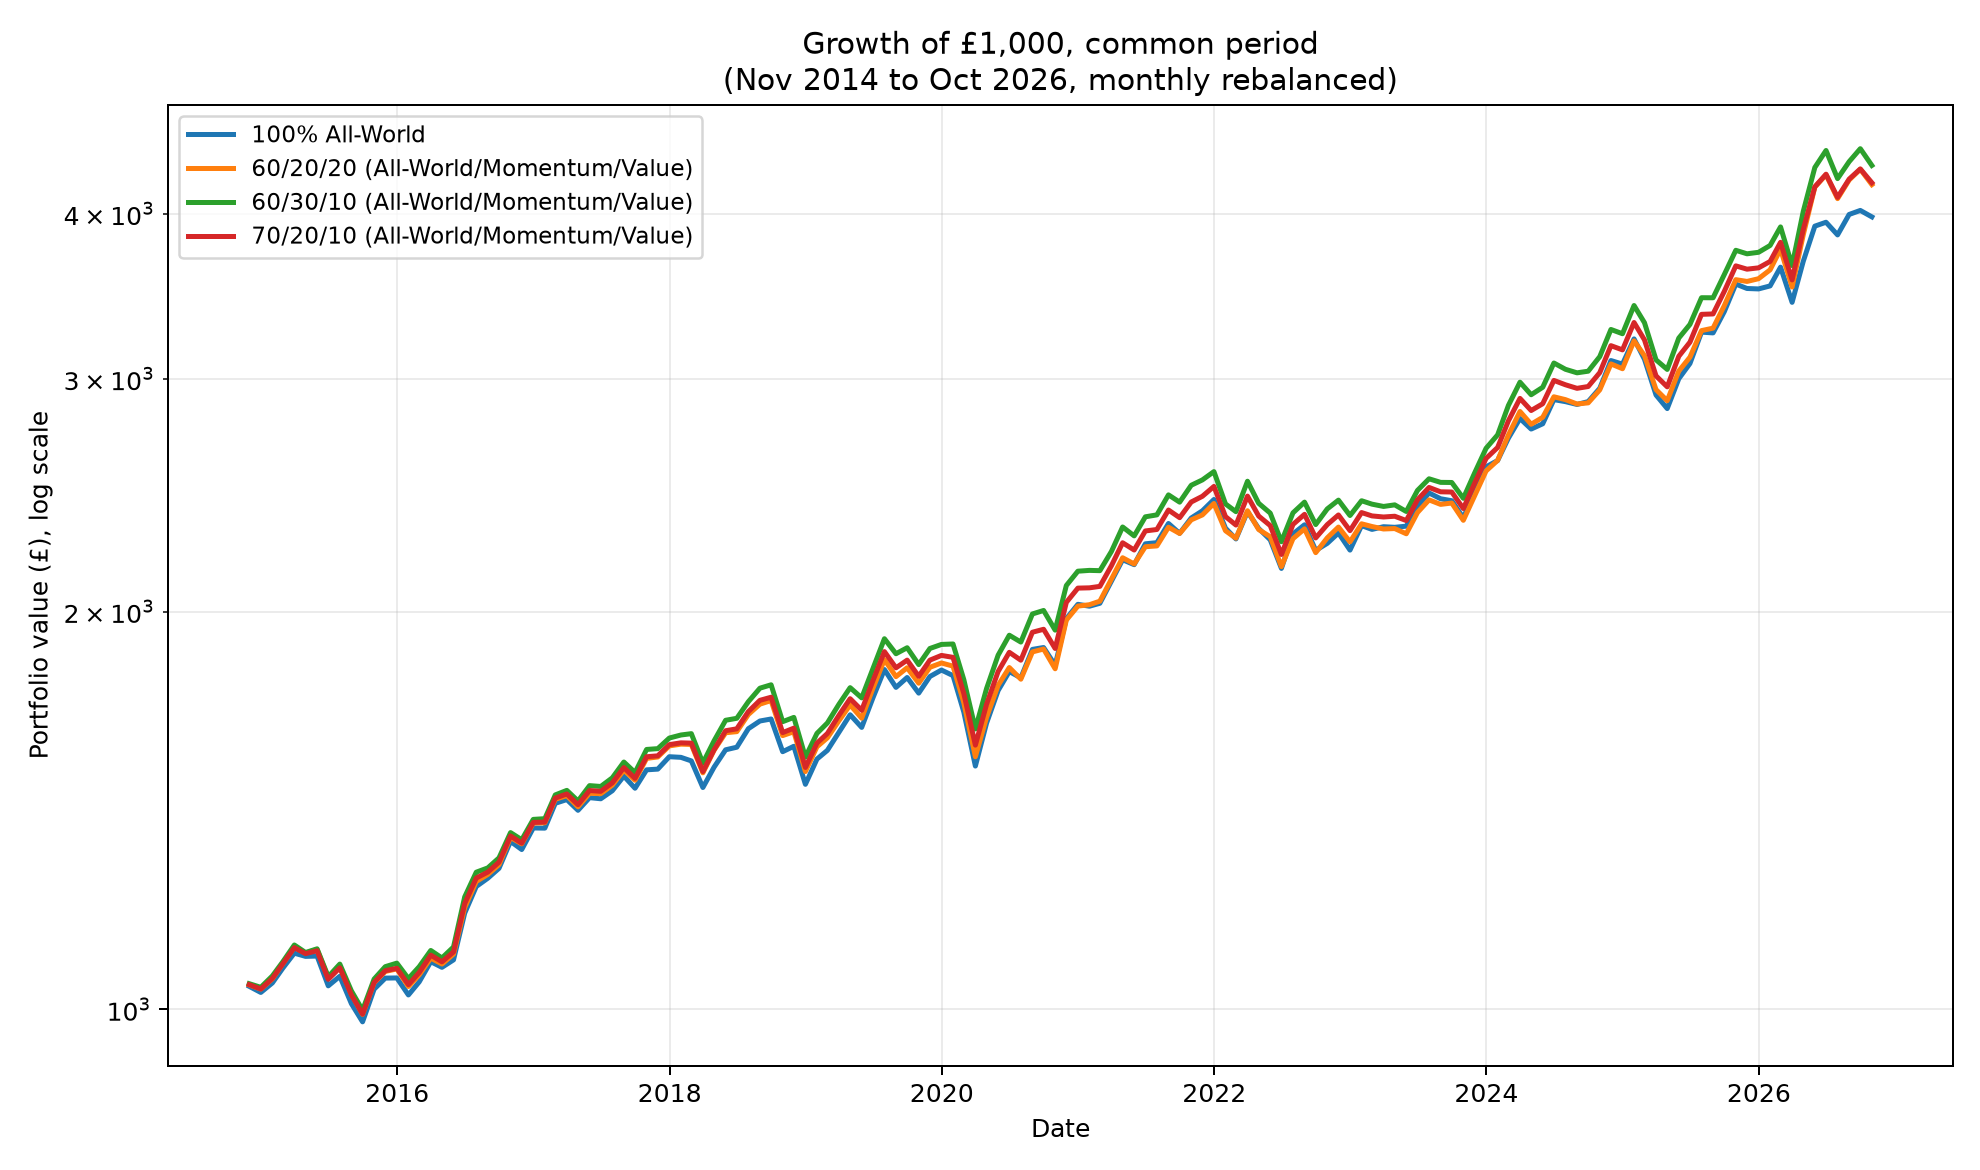 Growth of £1,000, common period
(Nov 2014 to Oct 2026, monthly rebalanced)
100% All-World
60/20/20 (All-World/Momentum/Value)
60/30/10 (All-World/Momentum/Value)
70/20/10 (All-World/Momentum/Value)
Portfolio value (£), log scale
4 × 10³
3 × 10³
2 × 10³
10³
2016
2018
2020
2022
2024
2026
Date